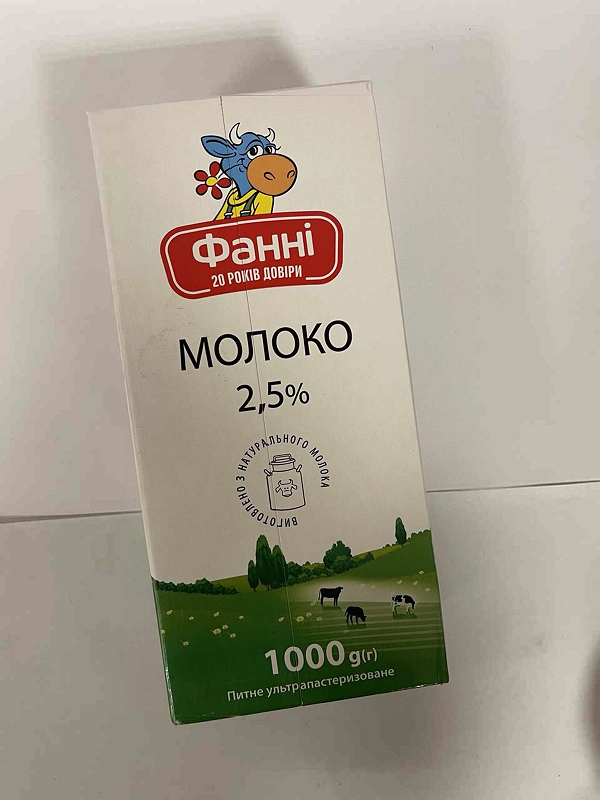 Фанні
20 РОКІВ ДОВІРИ
МОЛОКО
2,5%
ВИГОТОВЛЕНО З НАТУРАЛЬНОГО МОЛОКА
1000 g(г)
Питне ультрапастеризоване